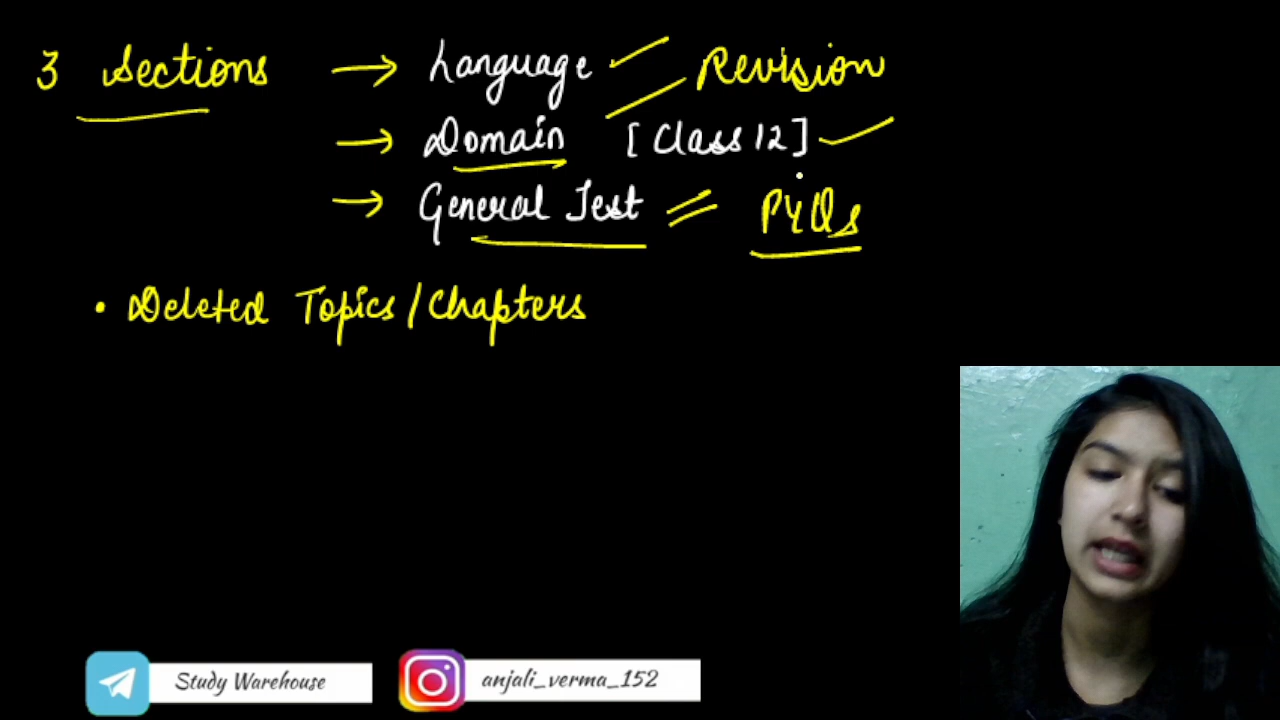 3 Sections → Language Revision
→ Domain [Class 12]
→ General Test PYQs
• Deleted Topics/Chapters
Study Warehouse
anjali_verma_152